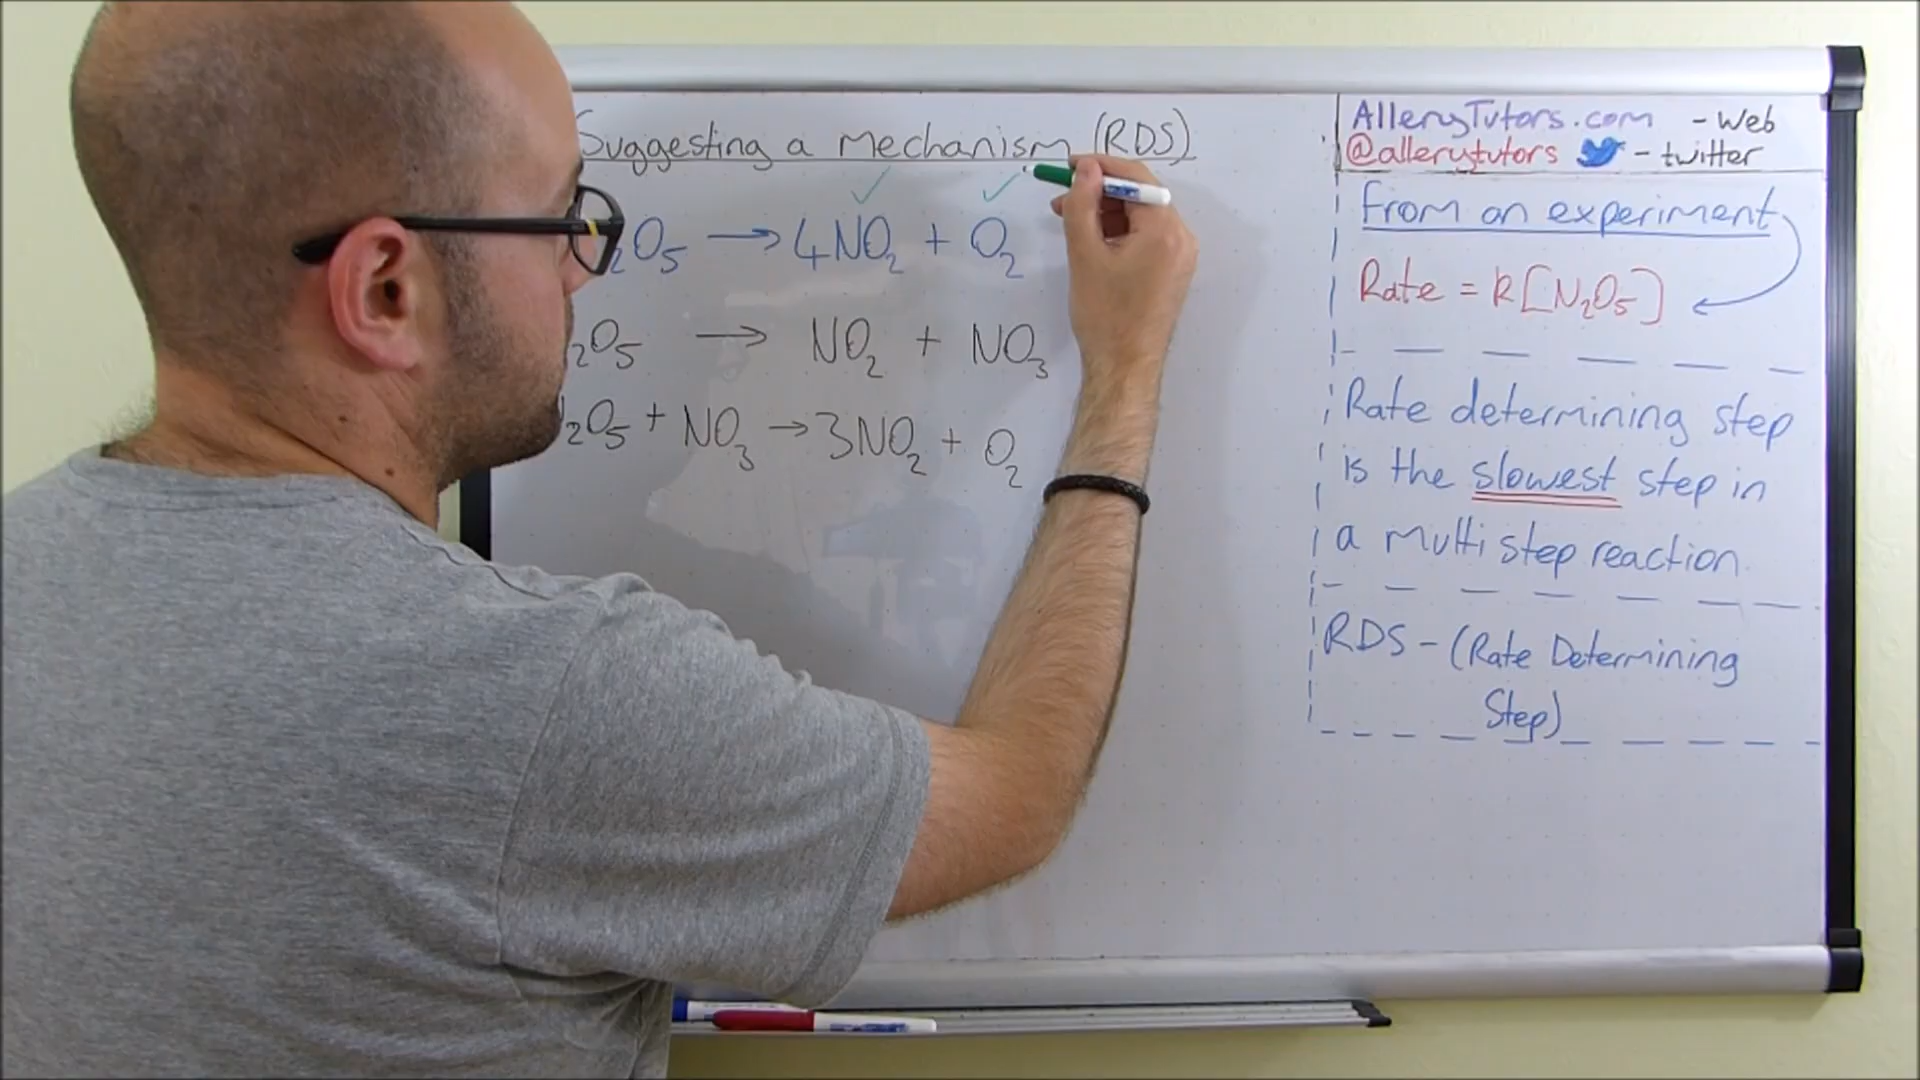 Suggesting a mechanism (RDS)
₂O₅ → 4NO₂ + O₂
₂O₅ → NO₂ + NO₃
₂O₅ + NO₃ → 3NO₂ + O₂
AlleryTutors.com - Web
@allerytutors - twitter
From an experiment
Rate = k[N₂O₅]
Rate determining step
is the slowest step in
a multi step reaction
RDS - (Rate Determining
Step)